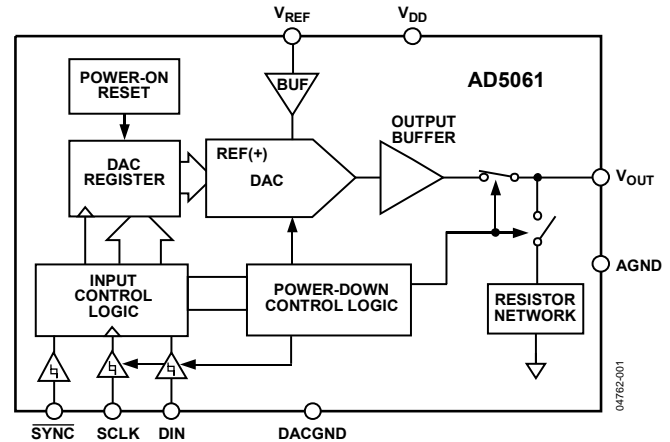 VREF
VDD
POWER-ON
RESET
BUF
AD5061
OUTPUT
BUFFER
REF(+)
DAC
REGISTER
DAC
VOUT
AGND
INPUT
CONTROL
LOGIC
POWER-DOWN
CONTROL LOGIC
RESISTOR
NETWORK
04762-001
SYNC
SCLK
DIN
DACGND